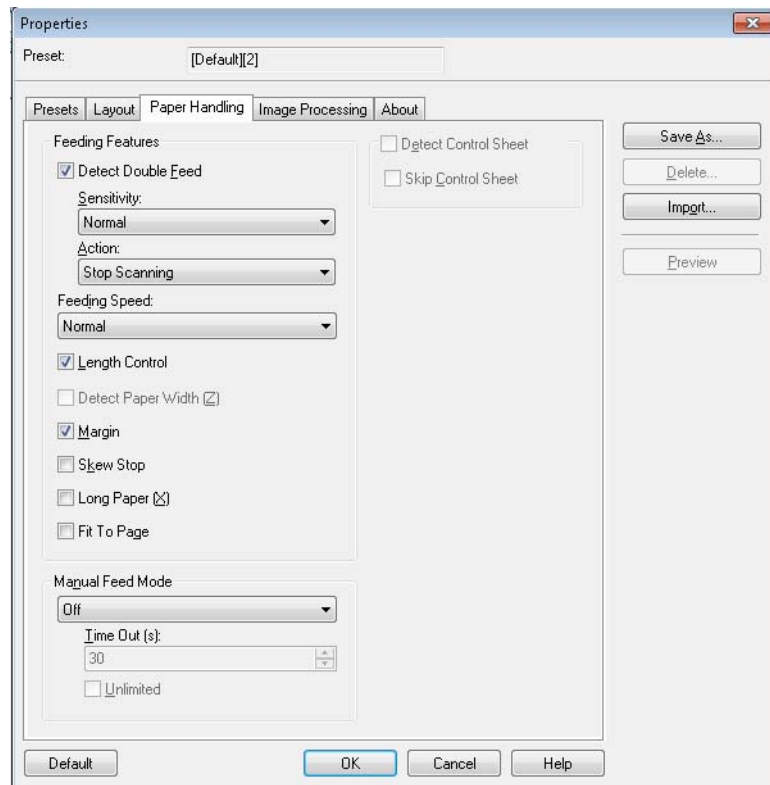 Properties
Preset:
[Default][2]
Presets
Layout
Paper Handling
Image Processing
About
Feeding Features
Detect Double Feed
Sensitivity:
Normal
Action:
Stop Scanning
Feeding Speed:
Normal
Length Control
Detect Paper Width (Z)
Margin
Skew Stop
Long Paper (X)
Fit To Page
Manual Feed Mode
Off
Time Out (s):
30
Unlimited
Detect Control Sheet
Skip Control Sheet
Save As...
Delete...
Import...
Preview
Default
OK
Cancel
Help